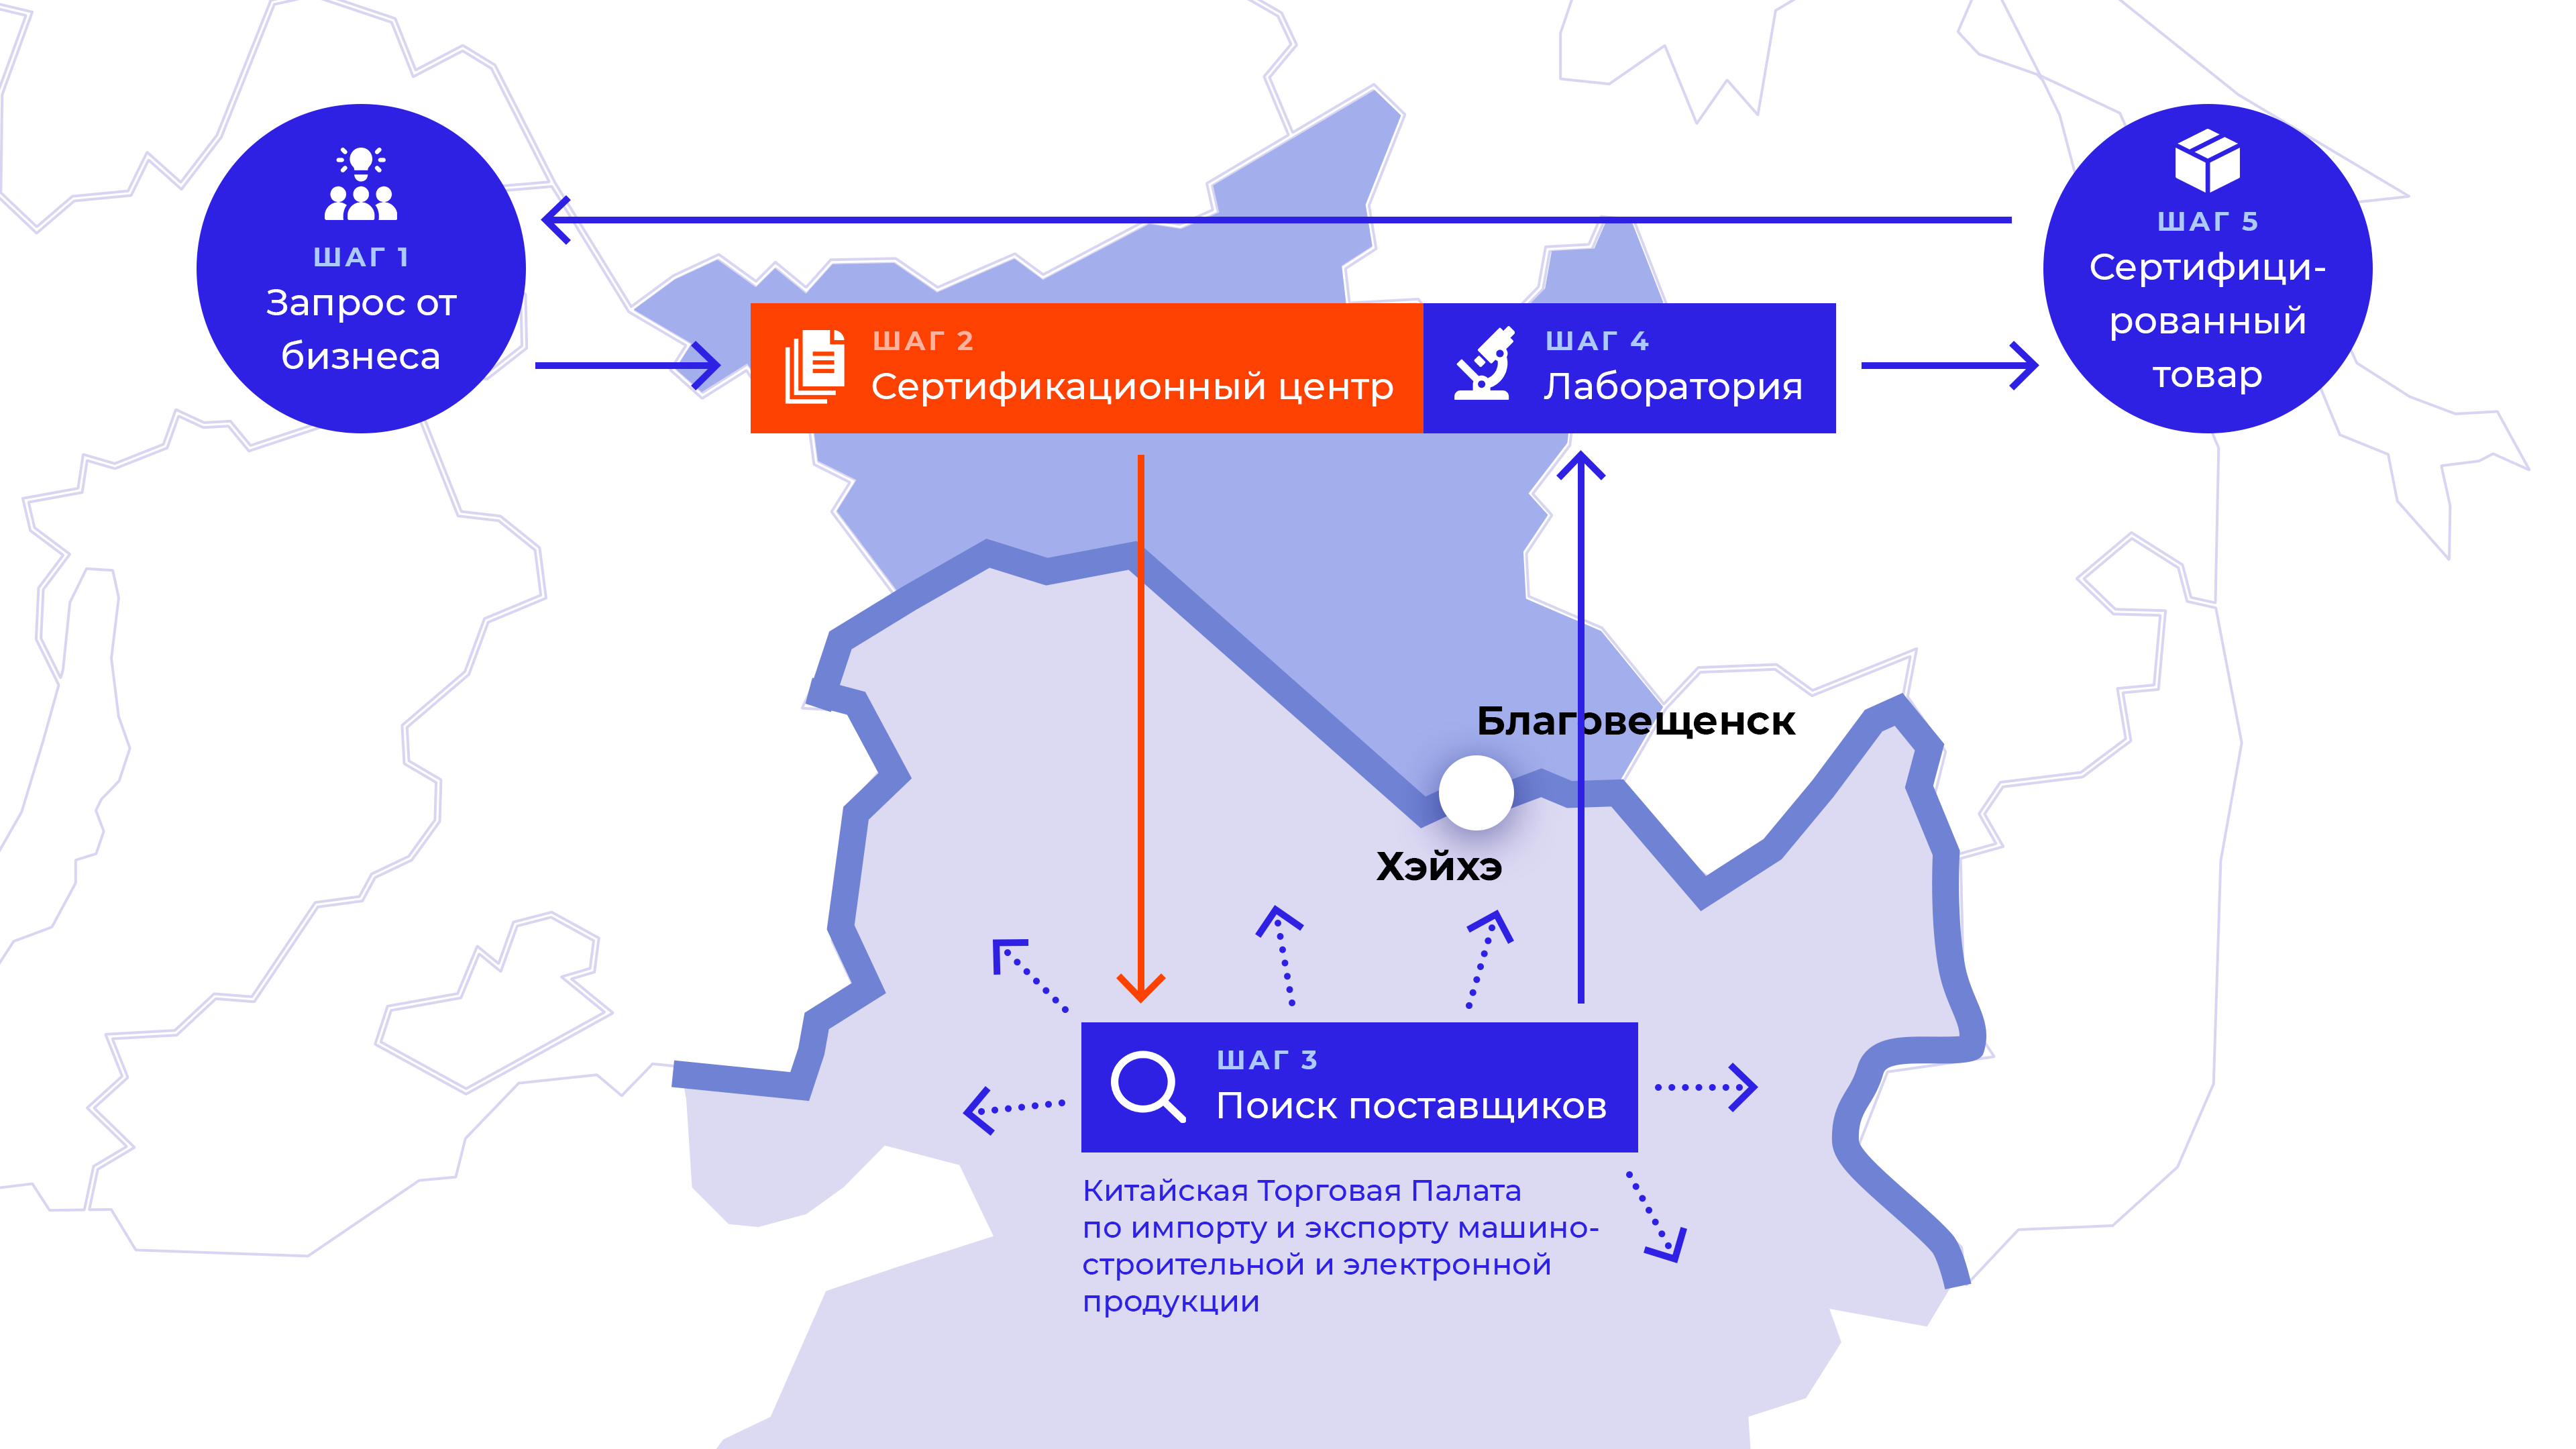 ШАГ 1
Запрос от
бизнеса
ШАГ 2
Сертификационный центр
ШАГ 4
Лаборатория
ШАГ 5
Сертифици-
рованный
товар
Благовещенск
Хэйхэ
ШАГ 3
Поиск поставщиков
Китайская Торговая Палата
по импорту и экспорту машино-
строительной и электронной
продукции